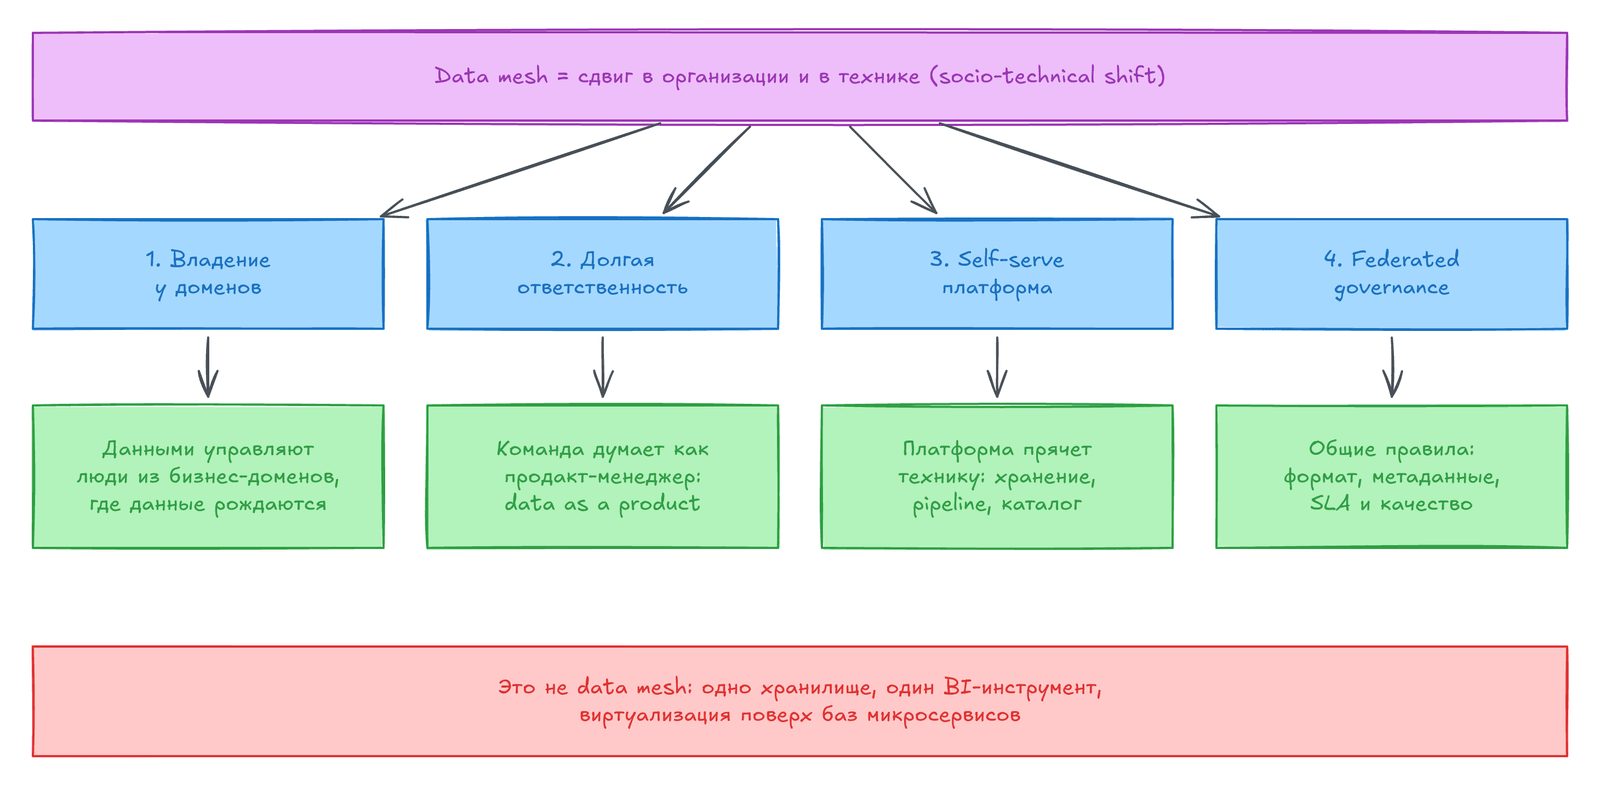 Data mesh = сдвиг в организации и в технике (socio-technical shift)
1. Владение
у доменов
2. Долгая
ответственность
3. Self-serve
платформа
4. Federated
governance
Данными управляют
люди из бизнес-доменов,
где данные рождаются
Команда думает как
продакт-менеджер:
data as a product
Платформа прячет
технику: хранение,
pipeline, каталог
Общие правила:
формат, метаданные,
SLA и качество
Это не data mesh: одно хранилище, один BI-инструмент,
виртуализация поверх баз микросервисов